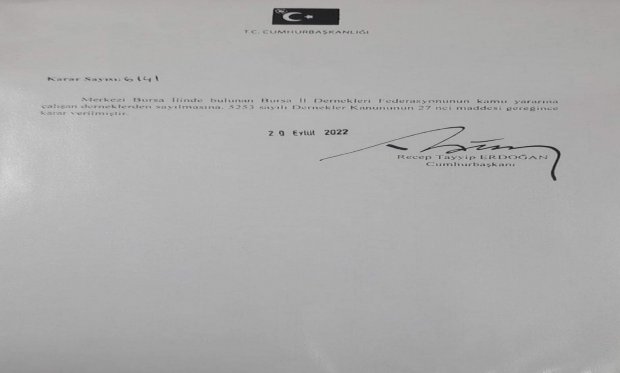 T.C. CUMHURBAŞKANLIĞI
Karar Sayısı: 6141
Merkezi Bursa İlinde bulunan Bursa İl Dernekleri Federasyonunun kamu yararına
çalışan derneklerden sayılmasına, 5253 sayılı Dernekler Kanununun 27 nci maddesi gereğince
karar verilmiştir.
20 Eylül 2022
Recep Tayyip ERDOĞAN
Cumhurbaşkanı